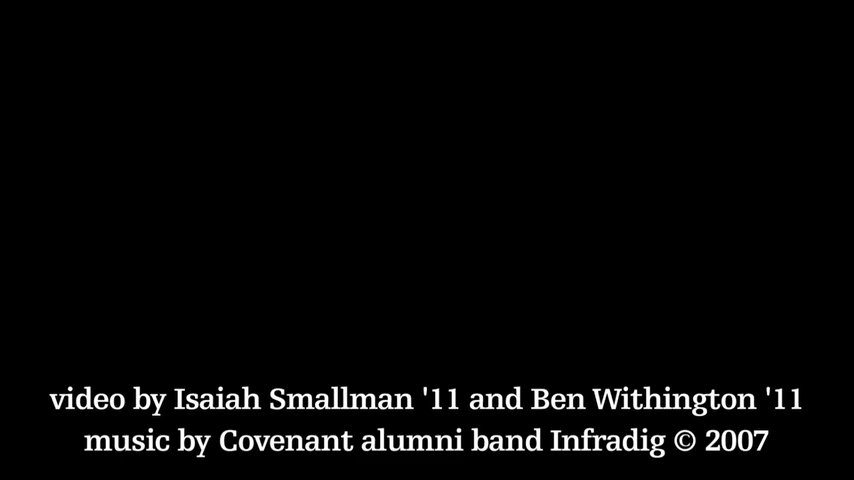 video by Isaiah Smallman '11 and Ben Withington '11
music by Covenant alumni band Infradig © 2007